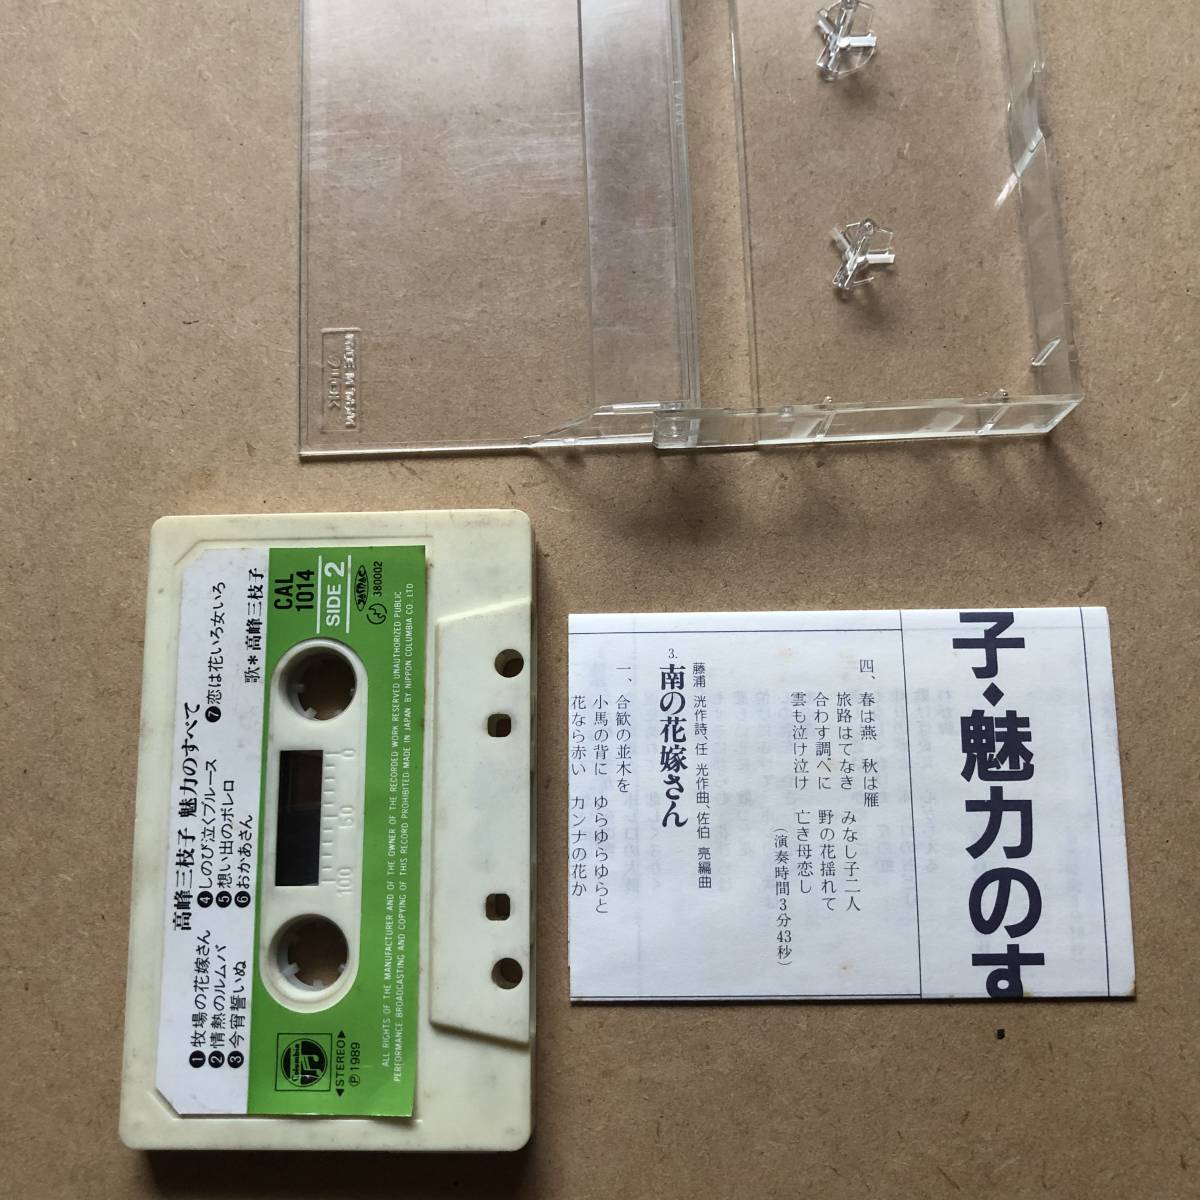 高峰三枝子 魅力のすべて
❶牧場の花嫁さん
❷情熱のルムバ
❸今宵誓いぬ
❹しのび泣くブルース
❺想い出のボレロ
❻おかあさん
❼恋は花いろ女いろ
歌*高峰三枝子
CAL
1014
SIDE 2
JASRAC
380002
Columbia
◀STEREO▶
Ⓟ1989
100 50 0
ALL RIGHTS OF THE MANUFACTURER AND OF THE OWNER OF THE RECORDED WORK RESERVED UNAUTHORIZED PUBLIC
PERFORMANCE BROADCASTING AND COPYING OF THIS RECORD PROHIBITED MADE IN JAPAN BY NIPPON COLUMBIA CO. LTD
子・魅力のす
四、春は燕 秋は雁 みなし子二人
旅路はてなき 野の花揺れて
合わす調べに 亡き母恋し
雲も泣け泣け
(演奏時間3分43秒)
3.
南の花嫁さん
藤浦 洸作詩、任 光作曲、佐伯 亮編曲
一、合歓の並木を
小馬の背に ゆらゆらゆらと
花なら赤い カンナの花か